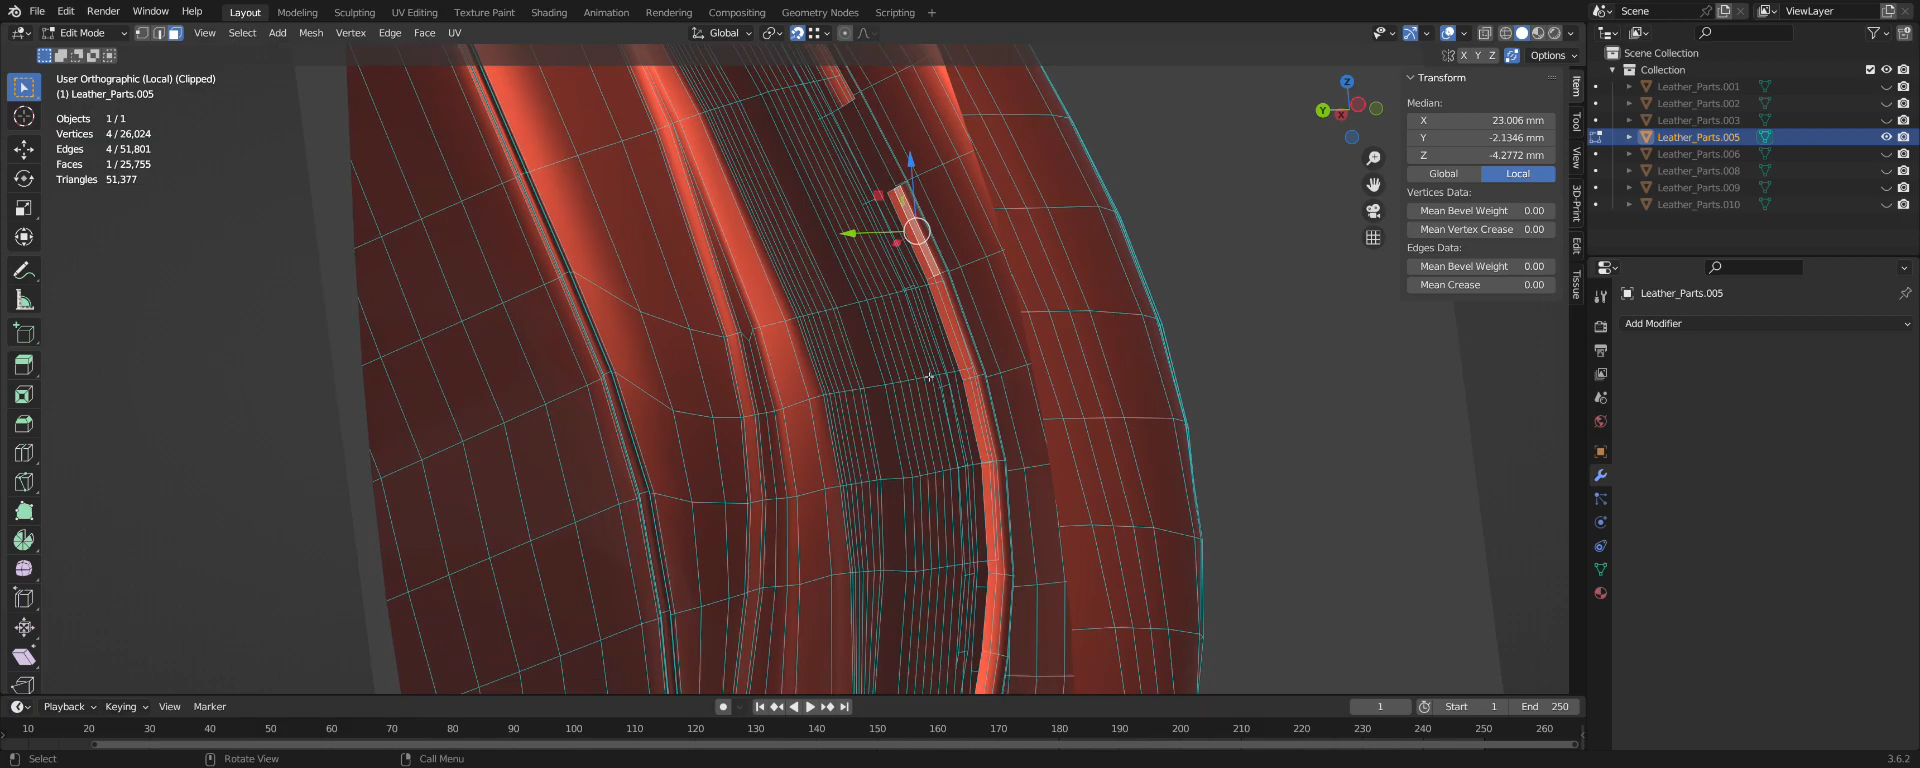 File Edit Render Window Help Layout Modeling Sculpting UV Editing Texture Paint Shading Animation Rendering Compositing Geometry Nodes Scripting + Scene ViewLayer
Edit Mode View Select Add Mesh Vertex Edge Face UV Global
X Y Z Options
User Orthographic (Local) (Clipped)
(1) Leather_Parts.005
Objects 1 / 1
Vertices 4 / 26,024
Edges 4 / 51,801
Faces 1 / 25,755
Triangles 51,377
Z
Y
X
Transform
Median:
X 23.006 mm
Y -2.1346 mm
Z -4.2772 mm
Global Local
Vertices Data:
Mean Bevel Weight 0.00
Mean Vertex Crease 0.00
Edges Data:
Mean Bevel Weight 0.00
Mean Crease 0.00
Item
Tool
View
3D-Print
Edit
Tissue
Scene Collection
Collection
Leather_Parts.001
Leather_Parts.002
Leather_Parts.003
Leather_Parts.005
Leather_Parts.006
Leather_Parts.008
Leather_Parts.009
Leather_Parts.010
Leather_Parts.005
Add Modifier
Playback Keying View Marker 1 Start 1 End 250
10 20 30 40 50 60 70 80 90 100 110 120 130 140 150 160 170 180 190 200 210 220 230 240 250 260
Select Rotate View Call Menu 3.6.2